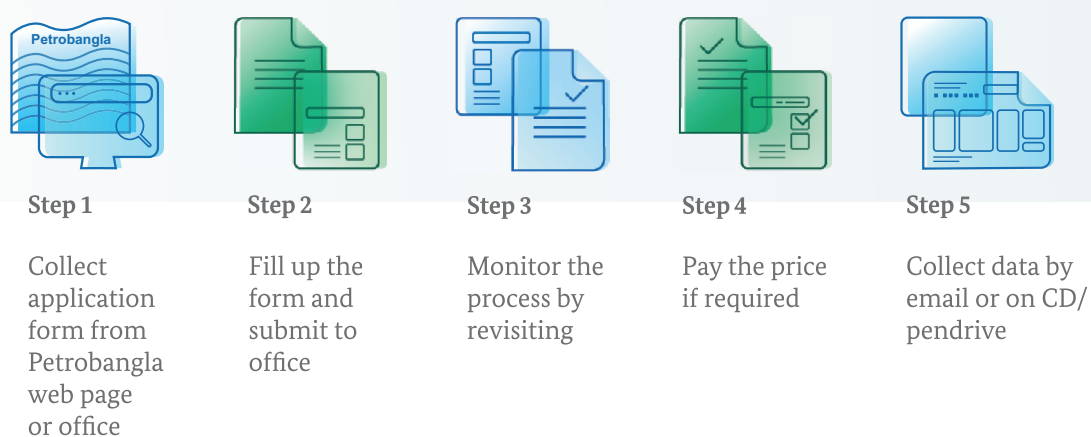 Petrobangla
Step 1
Collect
application
form from
Petrobangla
web page
or office
Step 2
Fill up the
form and
submit to
office
Step 3
Monitor the
process by
revisiting
Step 4
Pay the price
if required
Step 5
Collect data by
email or on CD/
pendrive